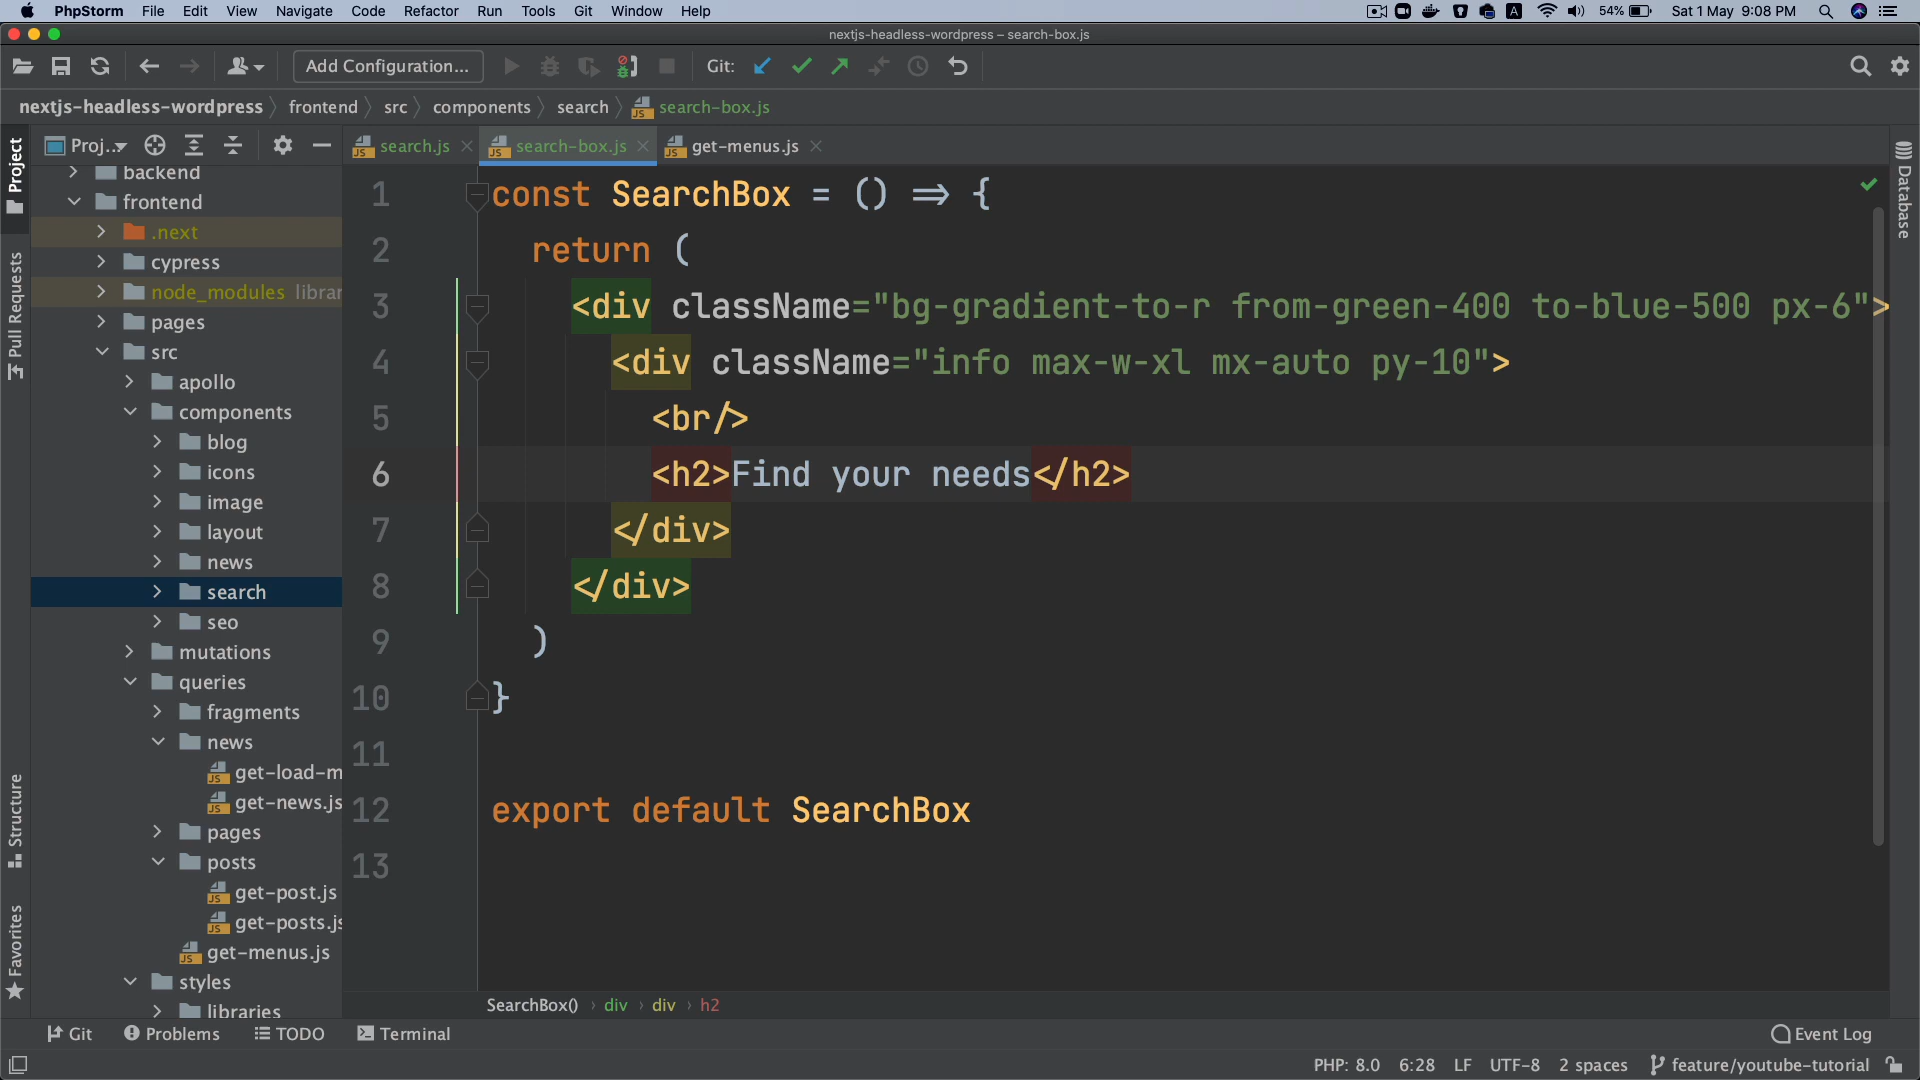 PhpStorm File Edit View Navigate Code Refactor Run Tools Git Window Help A 54% Sat 1 May 9:08 PM
nextjs-headless-wordpress – search-box.js
Add Configuration... Git:
nextjs-headless-wordpress frontend src components search search-box.js
Proj... search.js search-box.js get-menus.js
Project
Pull Requests
Structure
Favorites
Database
backend
frontend
.next
cypress
node_modules librar
pages
src
apollo
components
blog
icons
image
layout
news
search
seo
mutations
queries
fragments
news
get-load-m
get-news.js
pages
posts
get-post.js
get-posts.js
get-menus.js
styles
libraries
1 const SearchBox = () => {
2 return (
3 <div className="bg-gradient-to-r from-green-400 to-blue-500 px-6">
4 <div className="info max-w-xl mx-auto py-10">
5 <br/>
6 <h2>Find your needs</h2>
7 </div>
8 </div>
9 )
10 }
11
12 export default SearchBox
13
SearchBox() › div › div › h2
Git Problems TODO Terminal Event Log
PHP: 8.0 6:28 LF UTF-8 2 spaces feature/youtube-tutorial